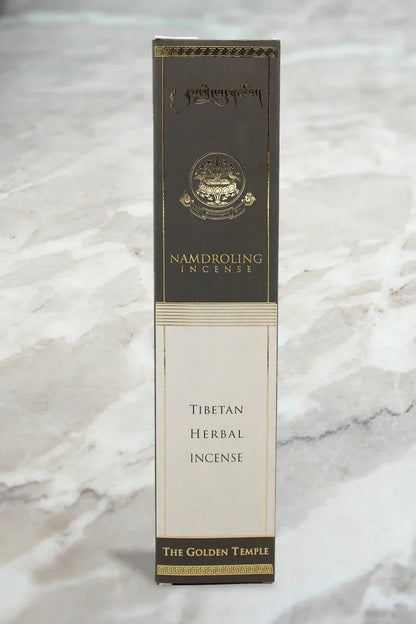 NAMDROLING
INCENSE
TIBETAN
HERBAL
INCENSE
THE GOLDEN TEMPLE